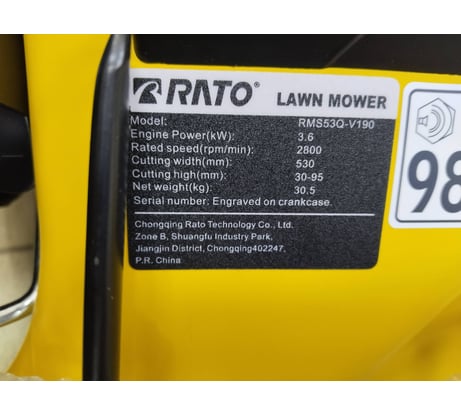 RATO® LAWN MOWER
Model: RMS53Q-V190
Engine Power(kW): 3.6
Rated speed(rpm/min): 2800
Cutting width(mm): 530
Cutting high(mm): 30-95
Net weight(kg): 30.5
Serial number: Engraved on crankcase.
Chongqing Rato Technology Co., Ltd.
Zone B, Shuangfu Industry Park,
Jiangjin District, Chongqing402247,
P.R. China
98